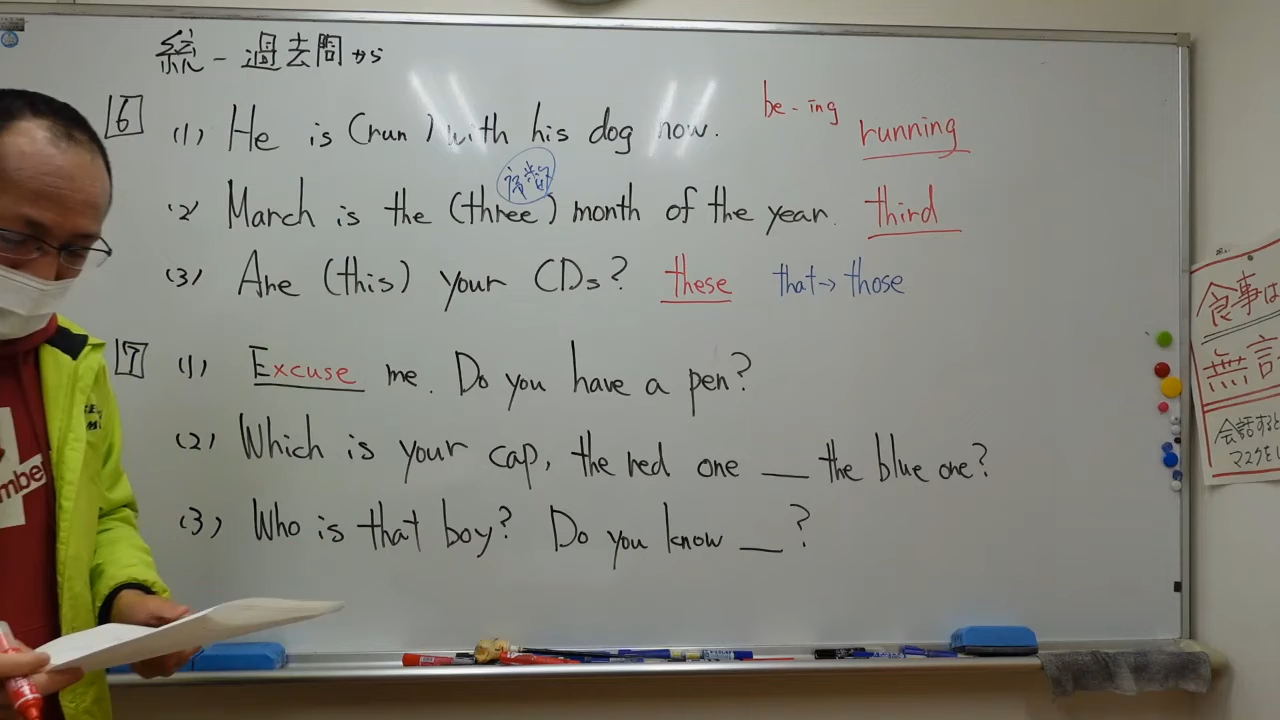 統一過去問から
be - ing
6 (1) He is (run) with his dog now. running
複数
(2) March is the (three) month of the year. third
(3) Are (this) your CDs? these that→those
7 (1) Excuse me. Do you have a pen?
(2) Which is your cap, the red one __ the blue one?
(3) Who is that boy? Do you know __?
食事は
無言
会話すると
マスクをし